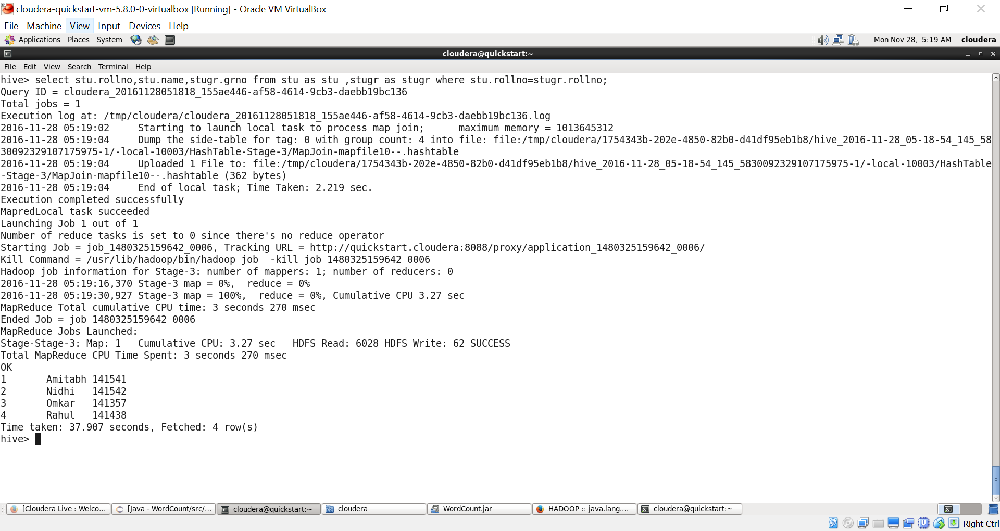 cloudera-quickstart-vm-5.8.0-0-virtualbox [Running] - Oracle VM VirtualBox
File Machine View Input Devices Help
Applications Places System Mon Nov 28, 5:19 AM cloudera
cloudera@quickstart:~
File Edit View Search Terminal Help
hive> select stu.rollno,stu.name,stugr.grno from stu as stu ,stugr as stugr where stu.rollno=stugr.rollno;
Query ID = cloudera_20161128051818_155ae446-af58-4614-9cb3-daebb19bc136
Total jobs = 1
Execution log at: /tmp/cloudera/cloudera_20161128051818_155ae446-af58-4614-9cb3-daebb19bc136.log
2016-11-28 05:19:02     Starting to launch local task to process map join;      maximum memory = 1013645312
2016-11-28 05:19:04     Dump the side-table for tag: 0 with group count: 4 into file: file:/tmp/cloudera/1754343b-202e-4850-82b0-d41df95eb1b8/hive_2016-11-28_05-18-54_145_58
30092329107175975-1/-local-10003/HashTable-Stage-3/MapJoin-mapfile10--.hashtable
2016-11-28 05:19:04     Uploaded 1 File to: file:/tmp/cloudera/1754343b-202e-4850-82b0-d41df95eb1b8/hive_2016-11-28_05-18-54_145_5830092329107175975-1/-local-10003/HashTable
-Stage-3/MapJoin-mapfile10--.hashtable (362 bytes)
2016-11-28 05:19:04     End of local task; Time Taken: 2.219 sec.
Execution completed successfully
MapredLocal task succeeded
Launching Job 1 out of 1
Number of reduce tasks is set to 0 since there's no reduce operator
Starting Job = job_1480325159642_0006, Tracking URL = http://quickstart.cloudera:8088/proxy/application_1480325159642_0006/
Kill Command = /usr/lib/hadoop/bin/hadoop job  -kill job_1480325159642_0006
Hadoop job information for Stage-3: number of mappers: 1; number of reducers: 0
2016-11-28 05:19:16,370 Stage-3 map = 0%,  reduce = 0%
2016-11-28 05:19:30,927 Stage-3 map = 100%,  reduce = 0%, Cumulative CPU 3.27 sec
MapReduce Total cumulative CPU time: 3 seconds 270 msec
Ended Job = job_1480325159642_0006
MapReduce Jobs Launched:
Stage-Stage-3: Map: 1   Cumulative CPU: 3.27 sec   HDFS Read: 6028 HDFS Write: 62 SUCCESS
Total MapReduce CPU Time Spent: 3 seconds 270 msec
OK
1       Amitabh 141541
2       Nidhi   141542
3       Omkar   141357
4       Rahul   141438
Time taken: 37.907 seconds, Fetched: 4 row(s)
hive>
[Cloudera Live : Welco... [Java - WordCount/src/... cloudera@quickstart:~ cloudera WordCount.jar HADOOP :: java.lang.... cloudera@quickstart:~
Right Ctrl